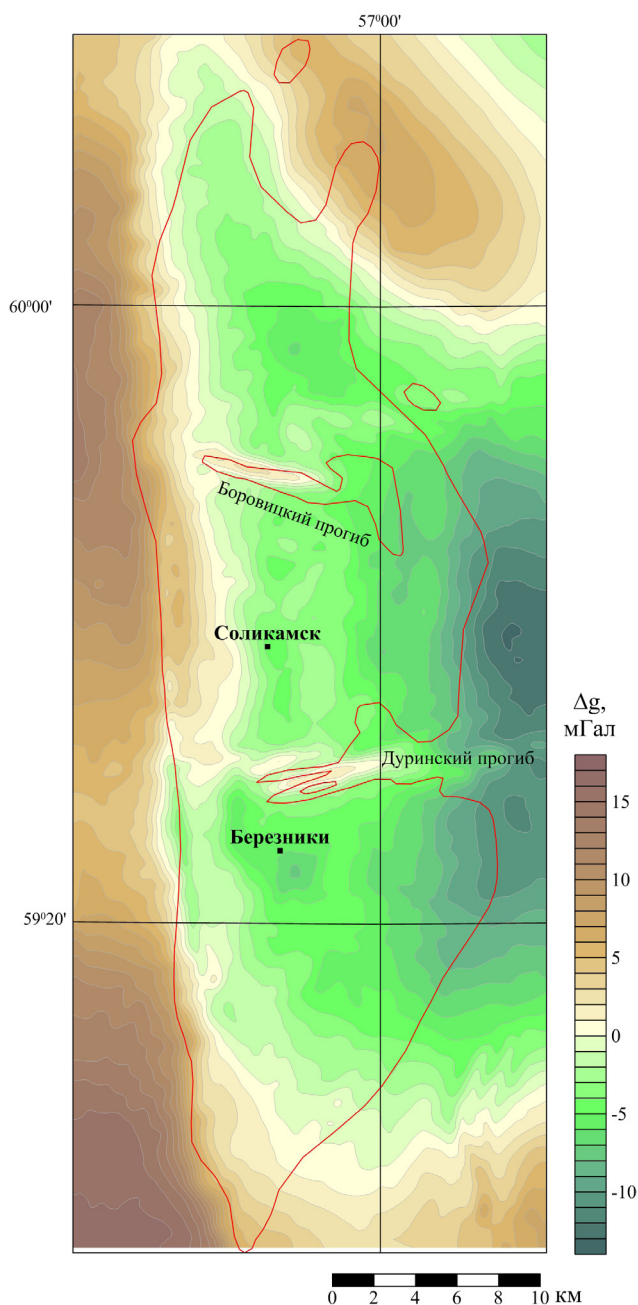 57⁰00'
60⁰00'
Боровицкий прогиб
Соликамск
Δg,
мГал
Дуринский прогиб
15
Березники
10
5
59⁰20'
0
-5
-10
0 2 4 6 8 10 км